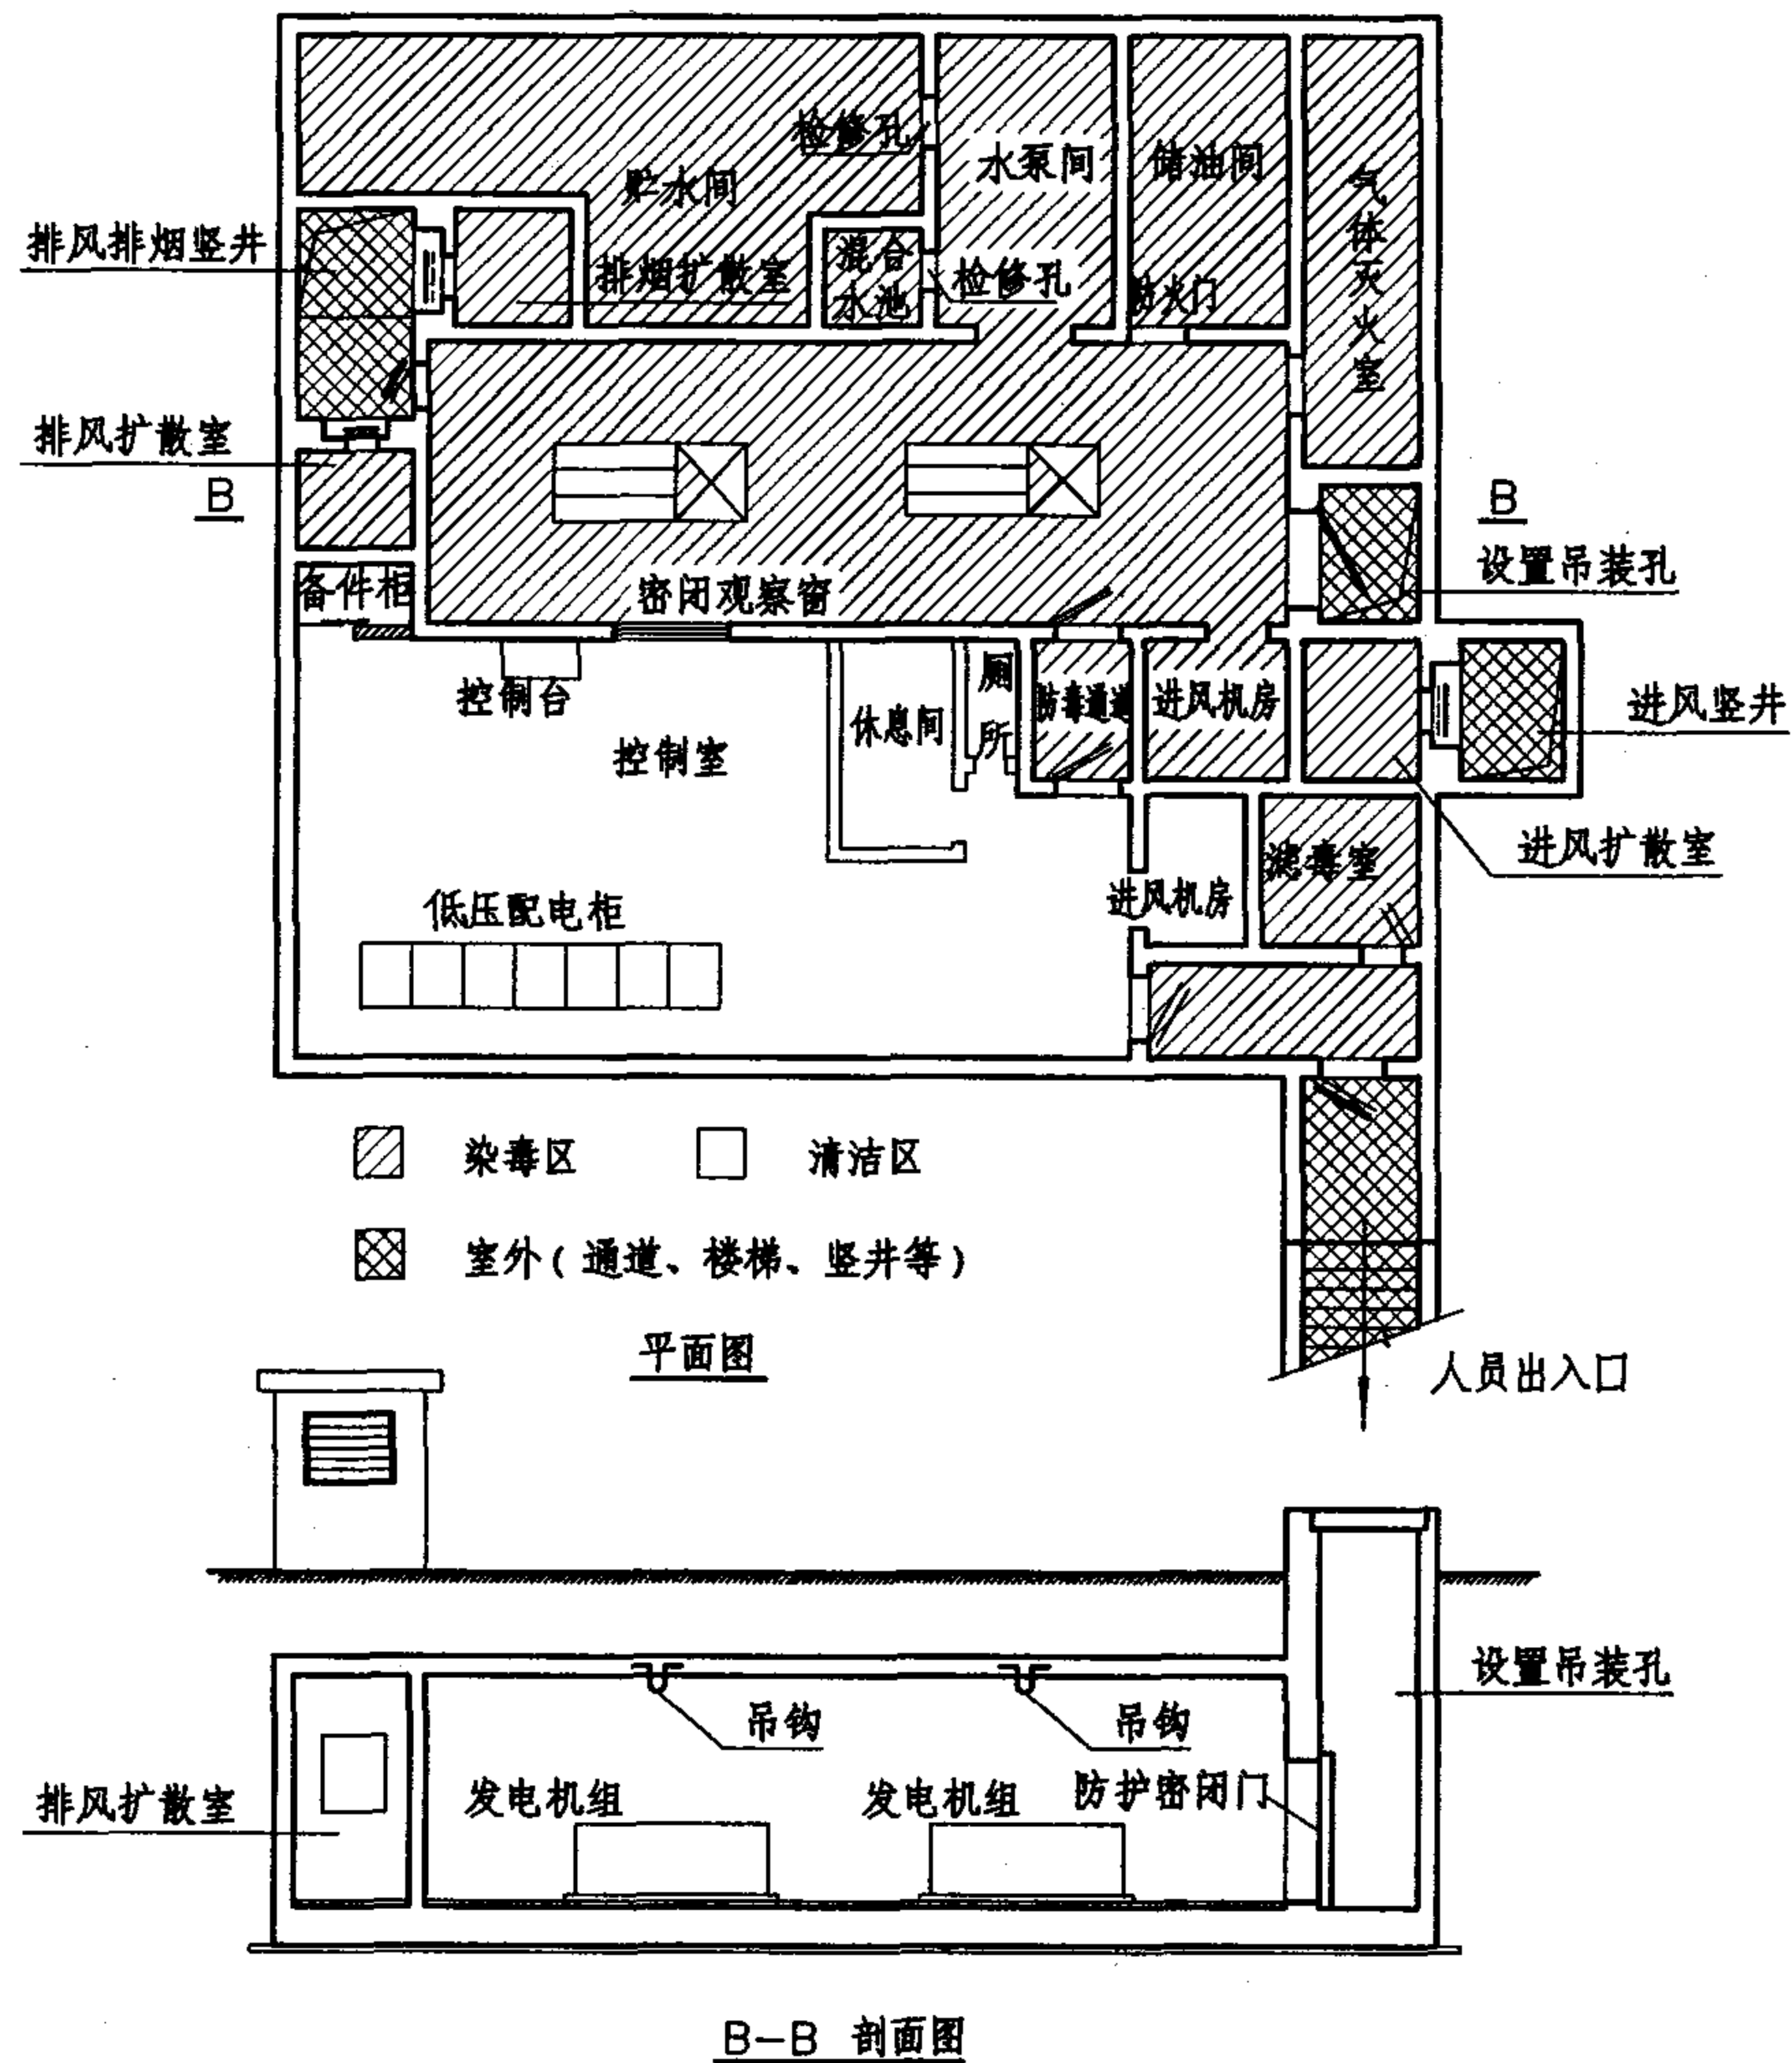 检修孔
水泵间
储油间
贮水间
气体灭火室
排风排烟竖井
排烟扩散室
混合
水池
检修孔
防火门
排风扩散室
B
B
设置吊装孔
备件柜
密闭观察窗
控制台
控制室
休息间
厕所
防毒通道
进风机房
进风竖井
进风扩散室
滤毒室
进风机房
低压配电柜
染毒区
清洁区
室外(通道、楼梯、竖井等)
平面图
人员出入口
设置吊装孔
吊钩
吊钩
排风扩散室
发电机组
发电机组
防护密闭门
B-B 剖面图